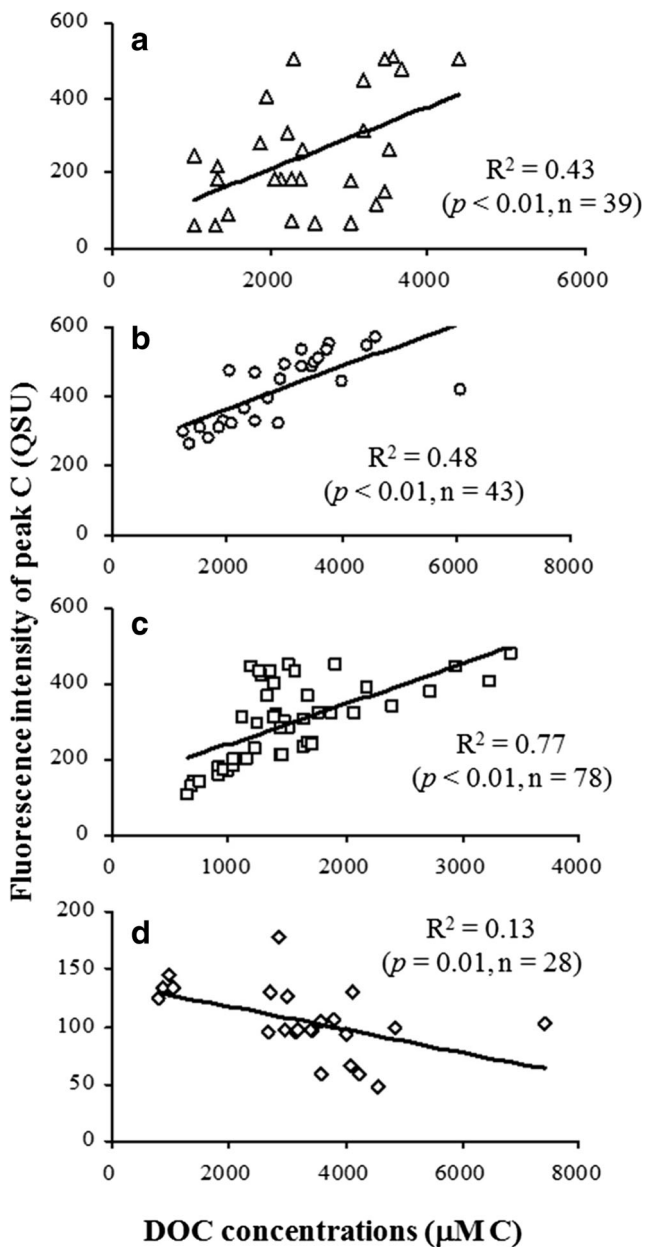 Fluorescence intensity of peak C (QSU)
a
600
400
200
0
R² = 0.43
(p < 0.01, n = 39)
0 2000 4000 6000
b
600
400
200
0
R² = 0.48
(p < 0.01, n = 43)
0 2000 4000 6000 8000
c
600
400
200
0
R² = 0.77
(p < 0.01, n = 78)
0 1000 2000 3000 4000
d
200
150
100
50
0
R² = 0.13
(p = 0.01, n = 28)
0 2000 4000 6000 8000
DOC concentrations (μM C)